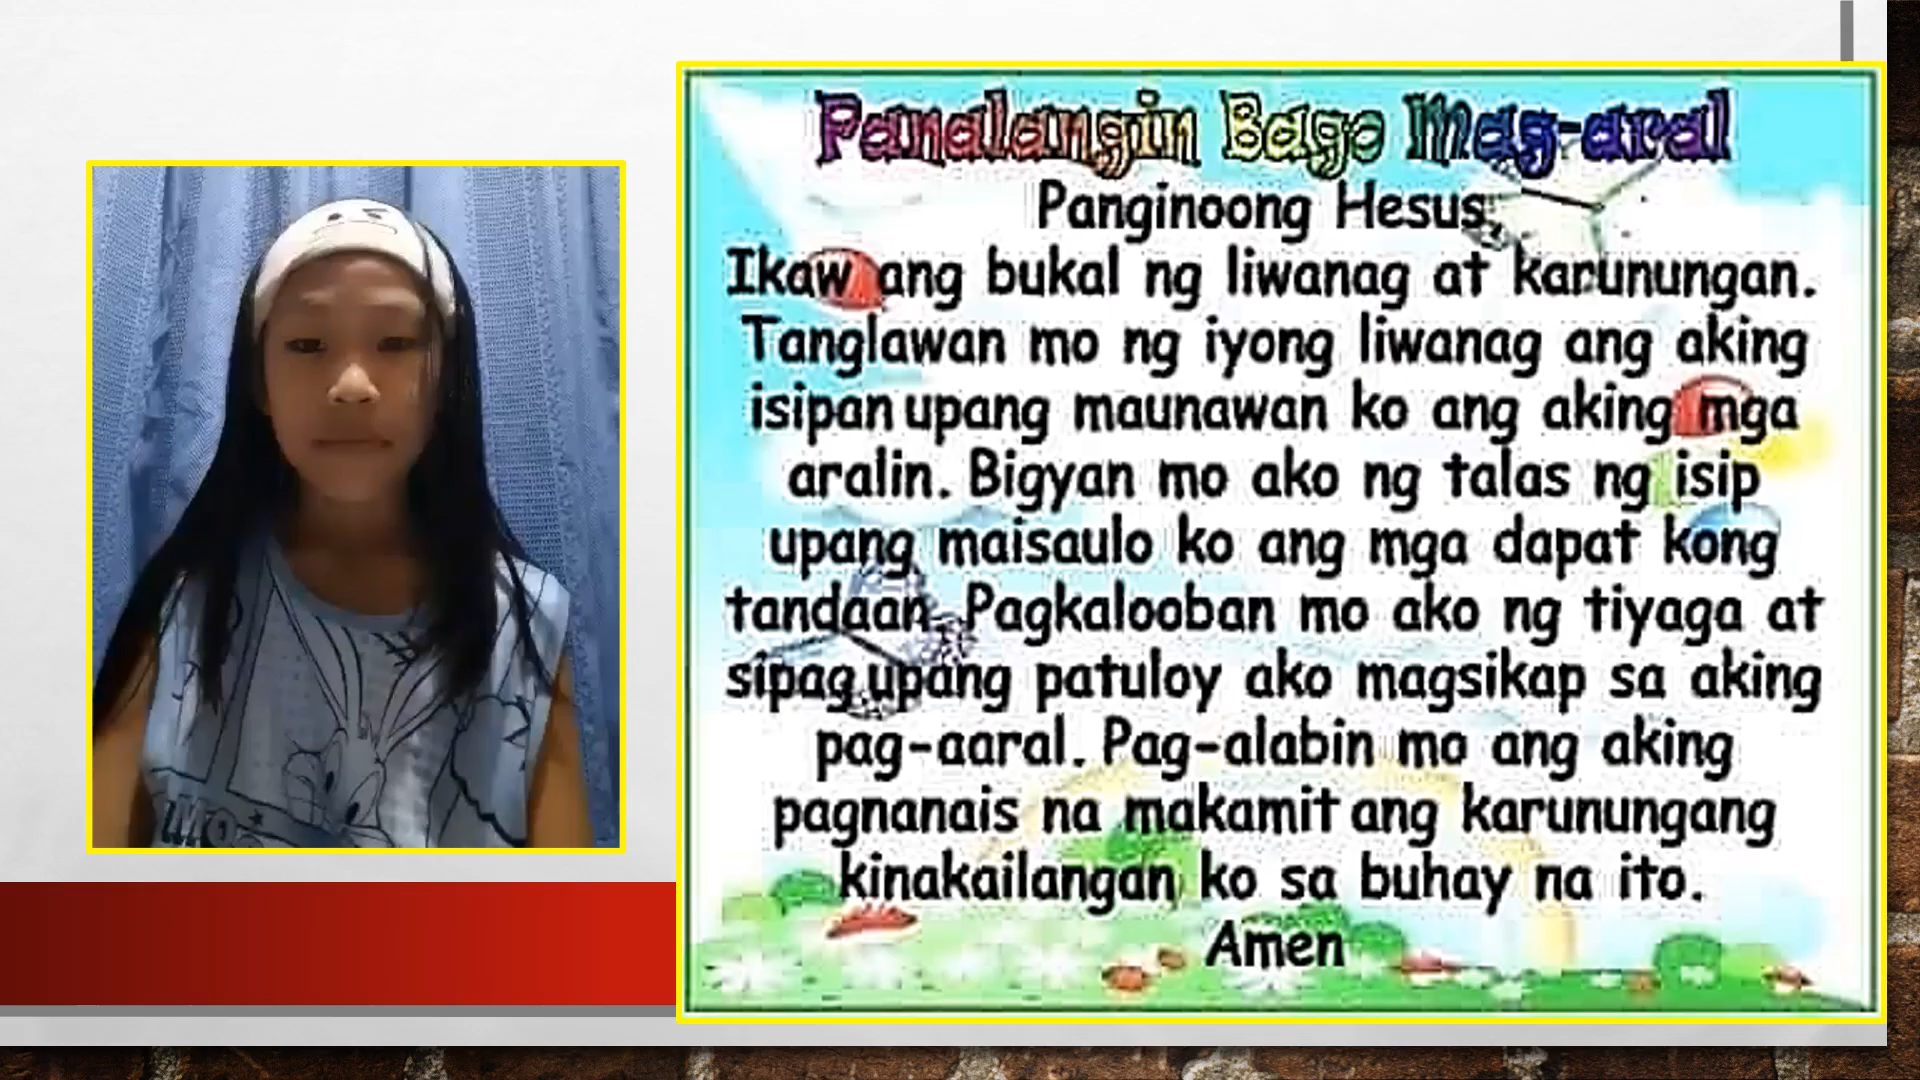 Panalangin Bago Mag-aral
Panginoong Hesus,
Ikaw ang bukal ng liwanag at karunungan.
Tanglawan mo ng iyong liwanag ang aking
isipan upang maunawan ko ang aking mga
aralin. Bigyan mo ako ng talas ng isip
upang maisaulo ko ang mga dapat kong
tandaan. Pagkalooban mo ako ng tiyaga at
sipag upang patuloy ako magsikap sa aking
pag-aaral. Pag-alabin mo ang aking
pagnanais na makamit ang karunungang
kinakailangan ko sa buhay na ito.
Amen